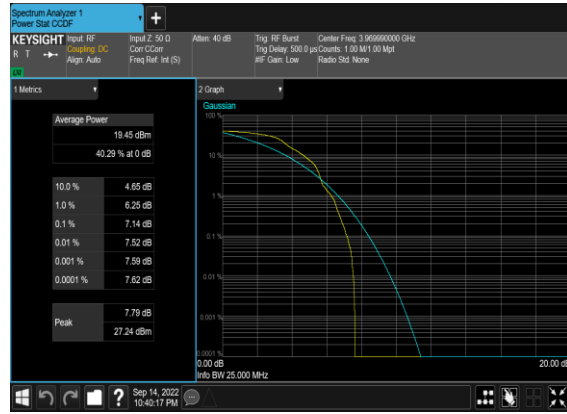 Spectrum Analyzer 1
Power Stat CCDF
KEYSIGHT
R T
LXI
Input: RF
Coupling: DC
Align: Auto
Input Z: 50 Ω
Corr CCorr
Freq Ref: Int (S)
Atten: 40 dB
Trig: RF Burst
Trig Delay: 500.0 µs
#IF Gain: Low
Center Freq: 3.969990000 GHz
Counts: 1.00 M/1.00 Mpt
Radio Std: None
1 Metrics
Average Power
19.45 dBm
40.29 % at 0 dB
10.0 % 4.65 dB
1.0 % 6.25 dB
0.1 % 7.14 dB
0.01 % 7.52 dB
0.001 % 7.59 dB
0.0001 % 7.62 dB
Peak
7.79 dB
27.24 dBm
2 Graph
Gaussian
100 %
10 %
1 %
0.1 %
0.01 %
0.001 %
0.0001 %
0.00 dB 20.00 dB
Info BW 25.000 MHz
Sep 14, 2022
10:40:17 PM